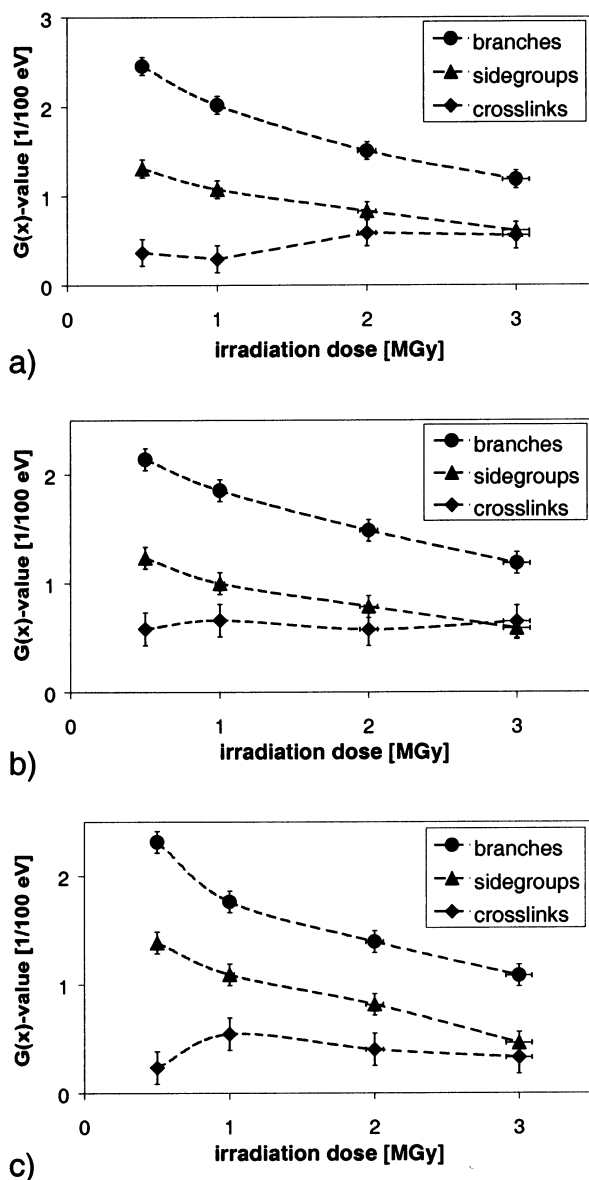 3
2
1
0
G(x)-value [1/100 eV]
branches
sidegroups
crosslinks
0
1
2
3
irradiation dose [MGy]
a)
2
1
0
G(x)-value [1/100 eV]
branches
sidegroups
crosslinks
0
1
2
3
irradiation dose [MGy]
b)
2
1
0
G(x)-value [1/100 eV]
branches
sidegroups
crosslinks
0
1
2
3
irradiation dose [MGy]
c)